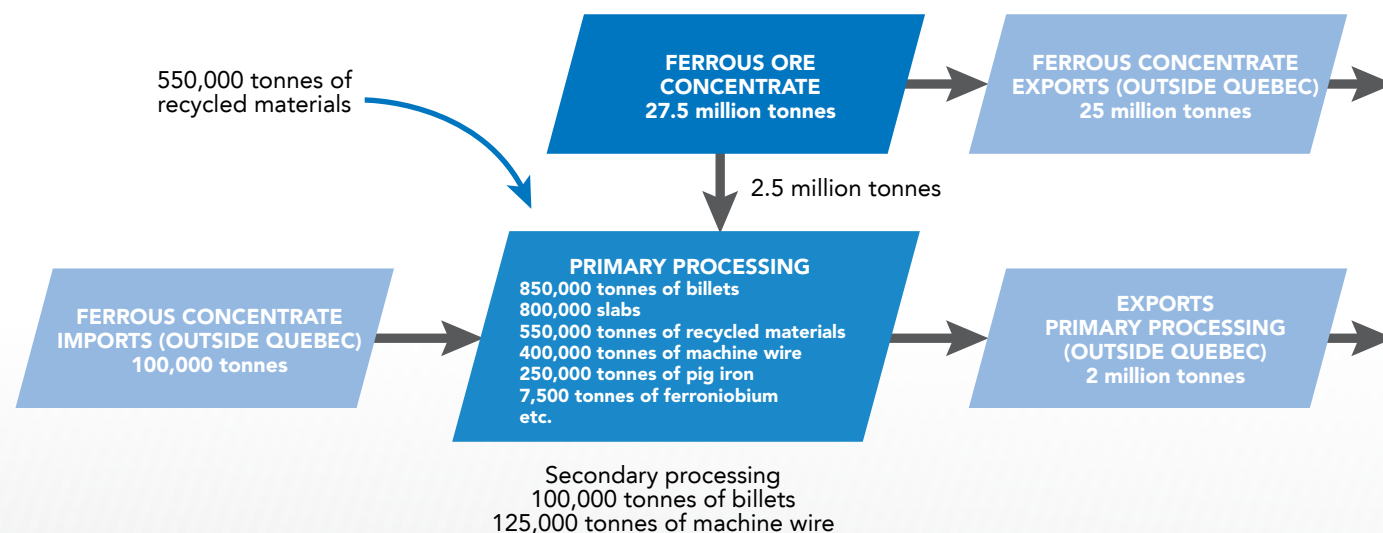 550,000 tonnes of
recycled materials
FERROUS ORE
CONCENTRATE
27.5 million tonnes
FERROUS CONCENTRATE
EXPORTS (OUTSIDE QUEBEC)
25 million tonnes
2.5 million tonnes
FERROUS CONCENTRATE
IMPORTS (OUTSIDE QUEBEC)
100,000 tonnes
PRIMARY PROCESSING
850,000 tonnes of billets
800,000 slabs
550,000 tonnes of recycled materials
400,000 tonnes of machine wire
250,000 tonnes of pig iron
7,500 tonnes of ferroniobium
etc.
EXPORTS
PRIMARY PROCESSING
(OUTSIDE QUEBEC)
2 million tonnes
Secondary processing
100,000 tonnes of billets
125,000 tonnes of machine wire